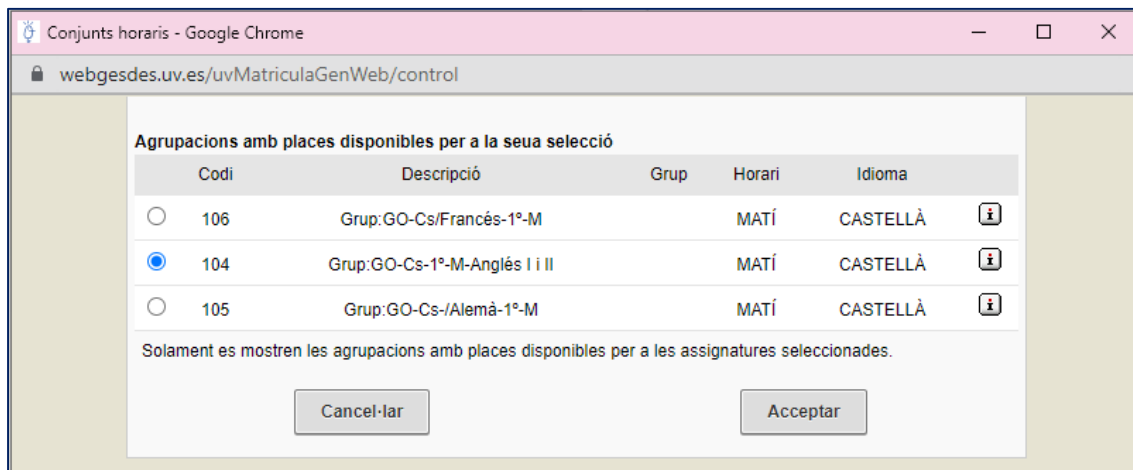 Conjunts horaris - Google Chrome
webgesdes.uv.es/uvMatriculaGenWeb/control
Agrupacions amb places disponibles per a la seua selecció
Codi Descripció Grup Horari Idioma
106 Grup:GO-Cs/Francés-1º-M MATÍ CASTELLÀ
104 Grup:GO-Cs-1º-M-Anglés I i II MATÍ CASTELLÀ
105 Grup:GO-Cs-/Alemà-1º-M MATÍ CASTELLÀ
Solament es mostren les agrupacions amb places disponibles per a les assignatures seleccionades.
Cancel·lar Acceptar